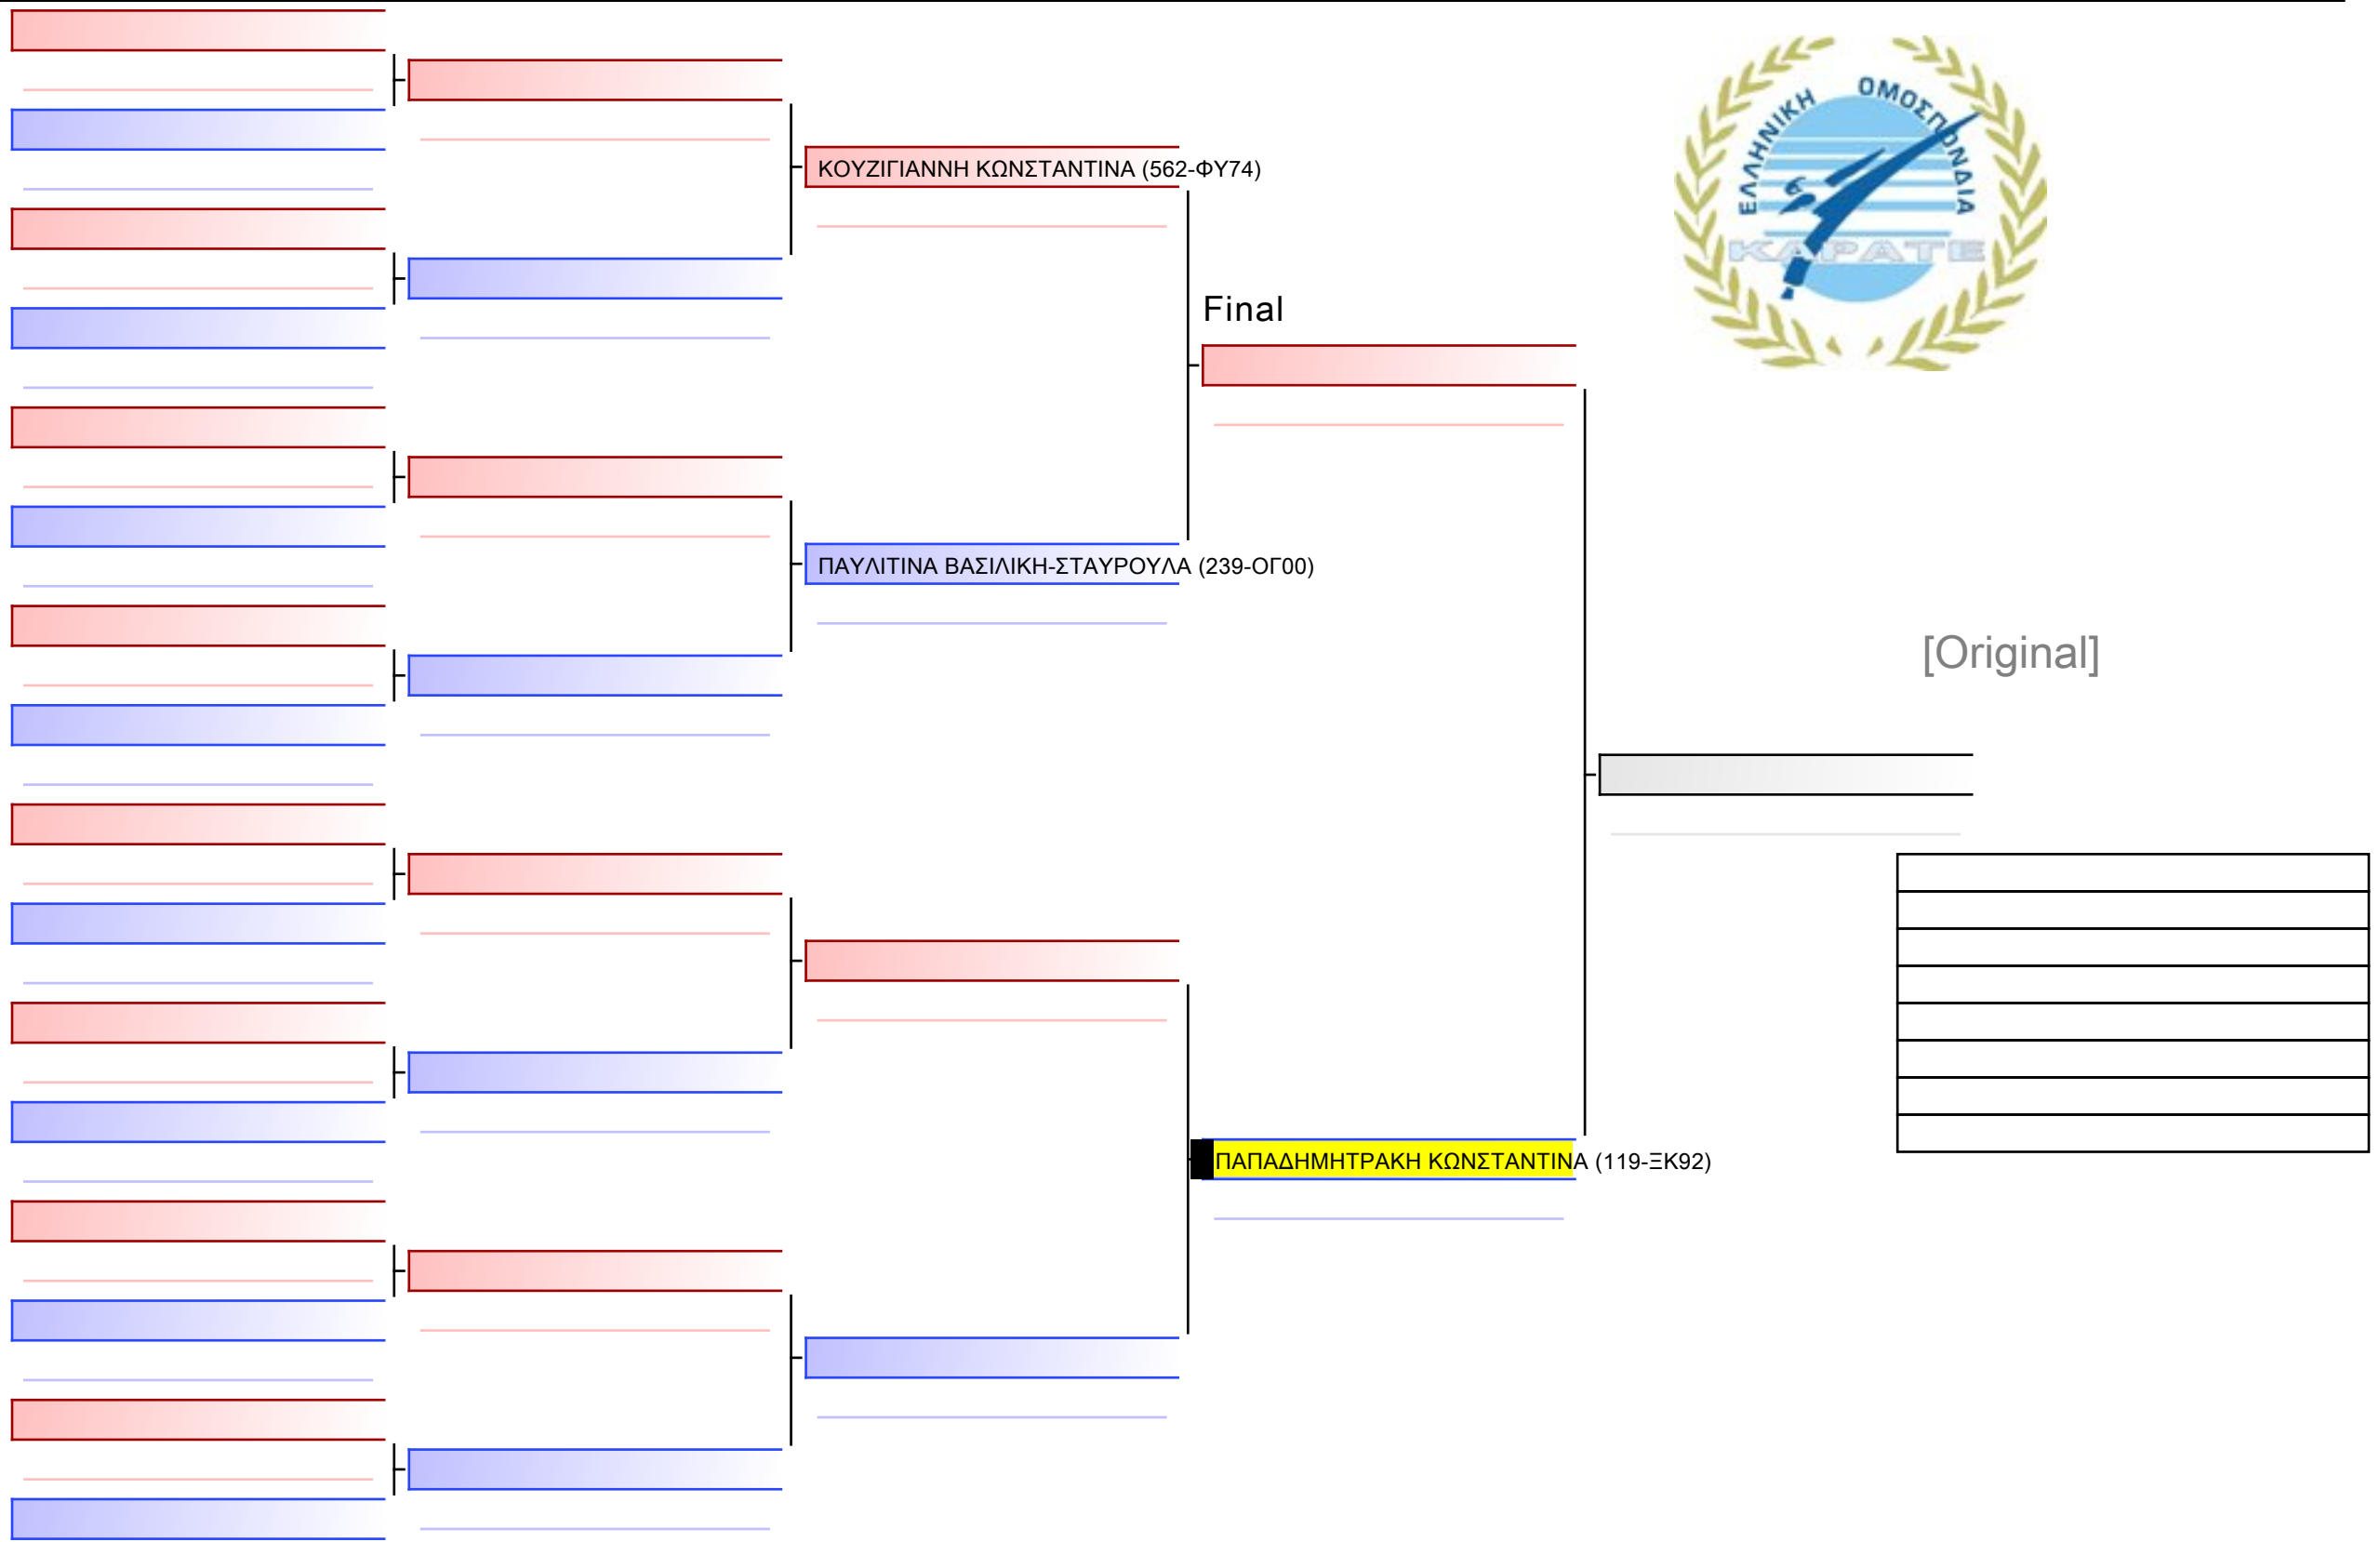 ΕΛΛΗΝΙΚΗ ΟΜΟΣΠΟΝΔΙΑ
ΚΑΡΑΤΕ
ΚΟΥΖΙΓΙΑΝΝΗ ΚΩΝΣΤΑΝΤΙΝΑ (562-ΦΥ74)
Final
ΠΑΥΛΙΤΙΝΑ ΒΑΣΙΛΙΚΗ-ΣΤΑΥΡΟΥΛΑ (239-ΟΓ00)
[Original]
ΠΑΠΑΔΗΜΗΤΡΑΚΗ ΚΩΝΣΤΑΝΤΙΝΑ (119-ΞΚ92)